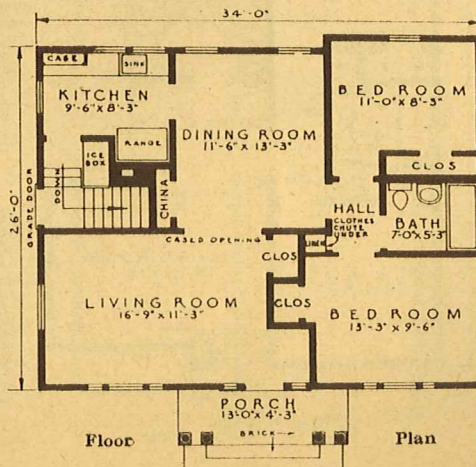 34'-0"
CASE
SINK
KITCHEN
9'-6" x 8'-3"
BED ROOM
11'-0" x 8'-3"
DINING ROOM
11'-6" x 13'-3"
RANGE
ICE
BOX
CLOS
26'-0"
GRADE DOOR
DOWN
CHINA
HALL
CLOTHES
CHUTE
UNDER
BATH
7'-0" x 5'-3"
CASED OPENING
LINEN
CLOS
CLOS
LIVING ROOM
16'-9" x 11'-3"
BED ROOM
13'-3" x 9'-6"
PORCH
13'-0" x 4'-3"
BRICK
Floor Plan